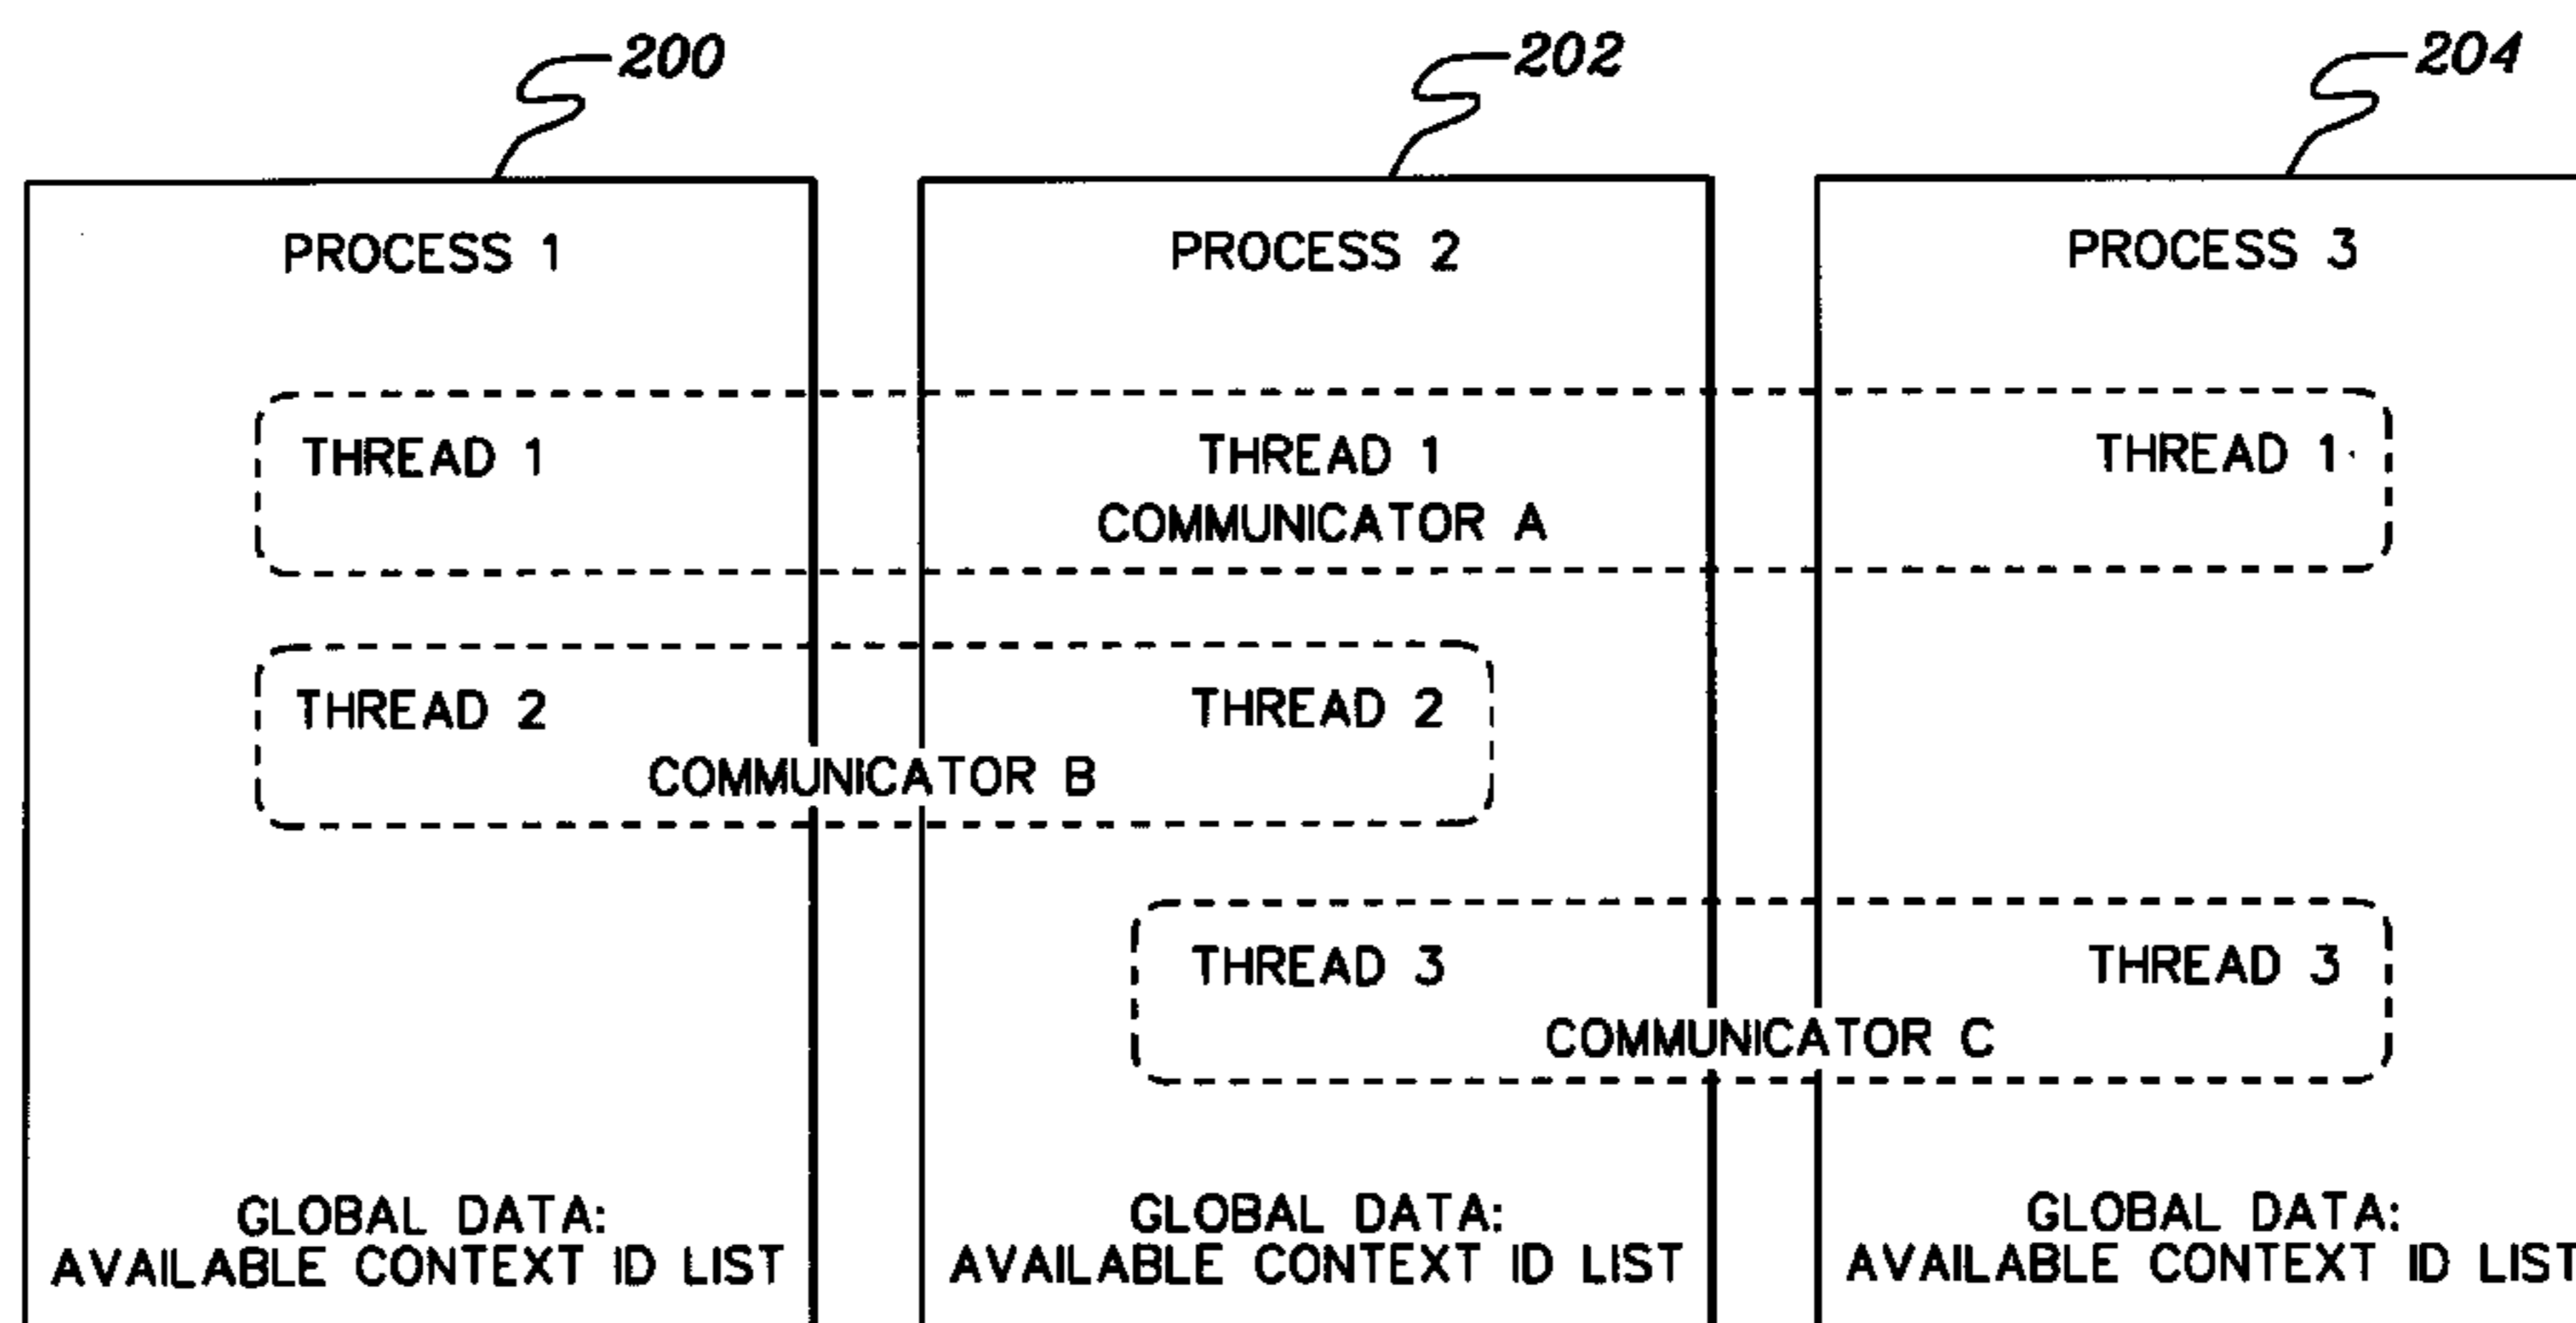 200 202 204
PROCESS 1 PROCESS 2 PROCESS 3
THREAD 1 THREAD 1 THREAD 1
COMMUNICATOR A
THREAD 2 THREAD 2
COMMUNICATOR B
THREAD 3 THREAD 3
COMMUNICATOR C
GLOBAL DATA: GLOBAL DATA: GLOBAL DATA:
AVAILABLE CONTEXT ID LIST AVAILABLE CONTEXT ID LIST AVAILABLE CONTEXT ID LIST